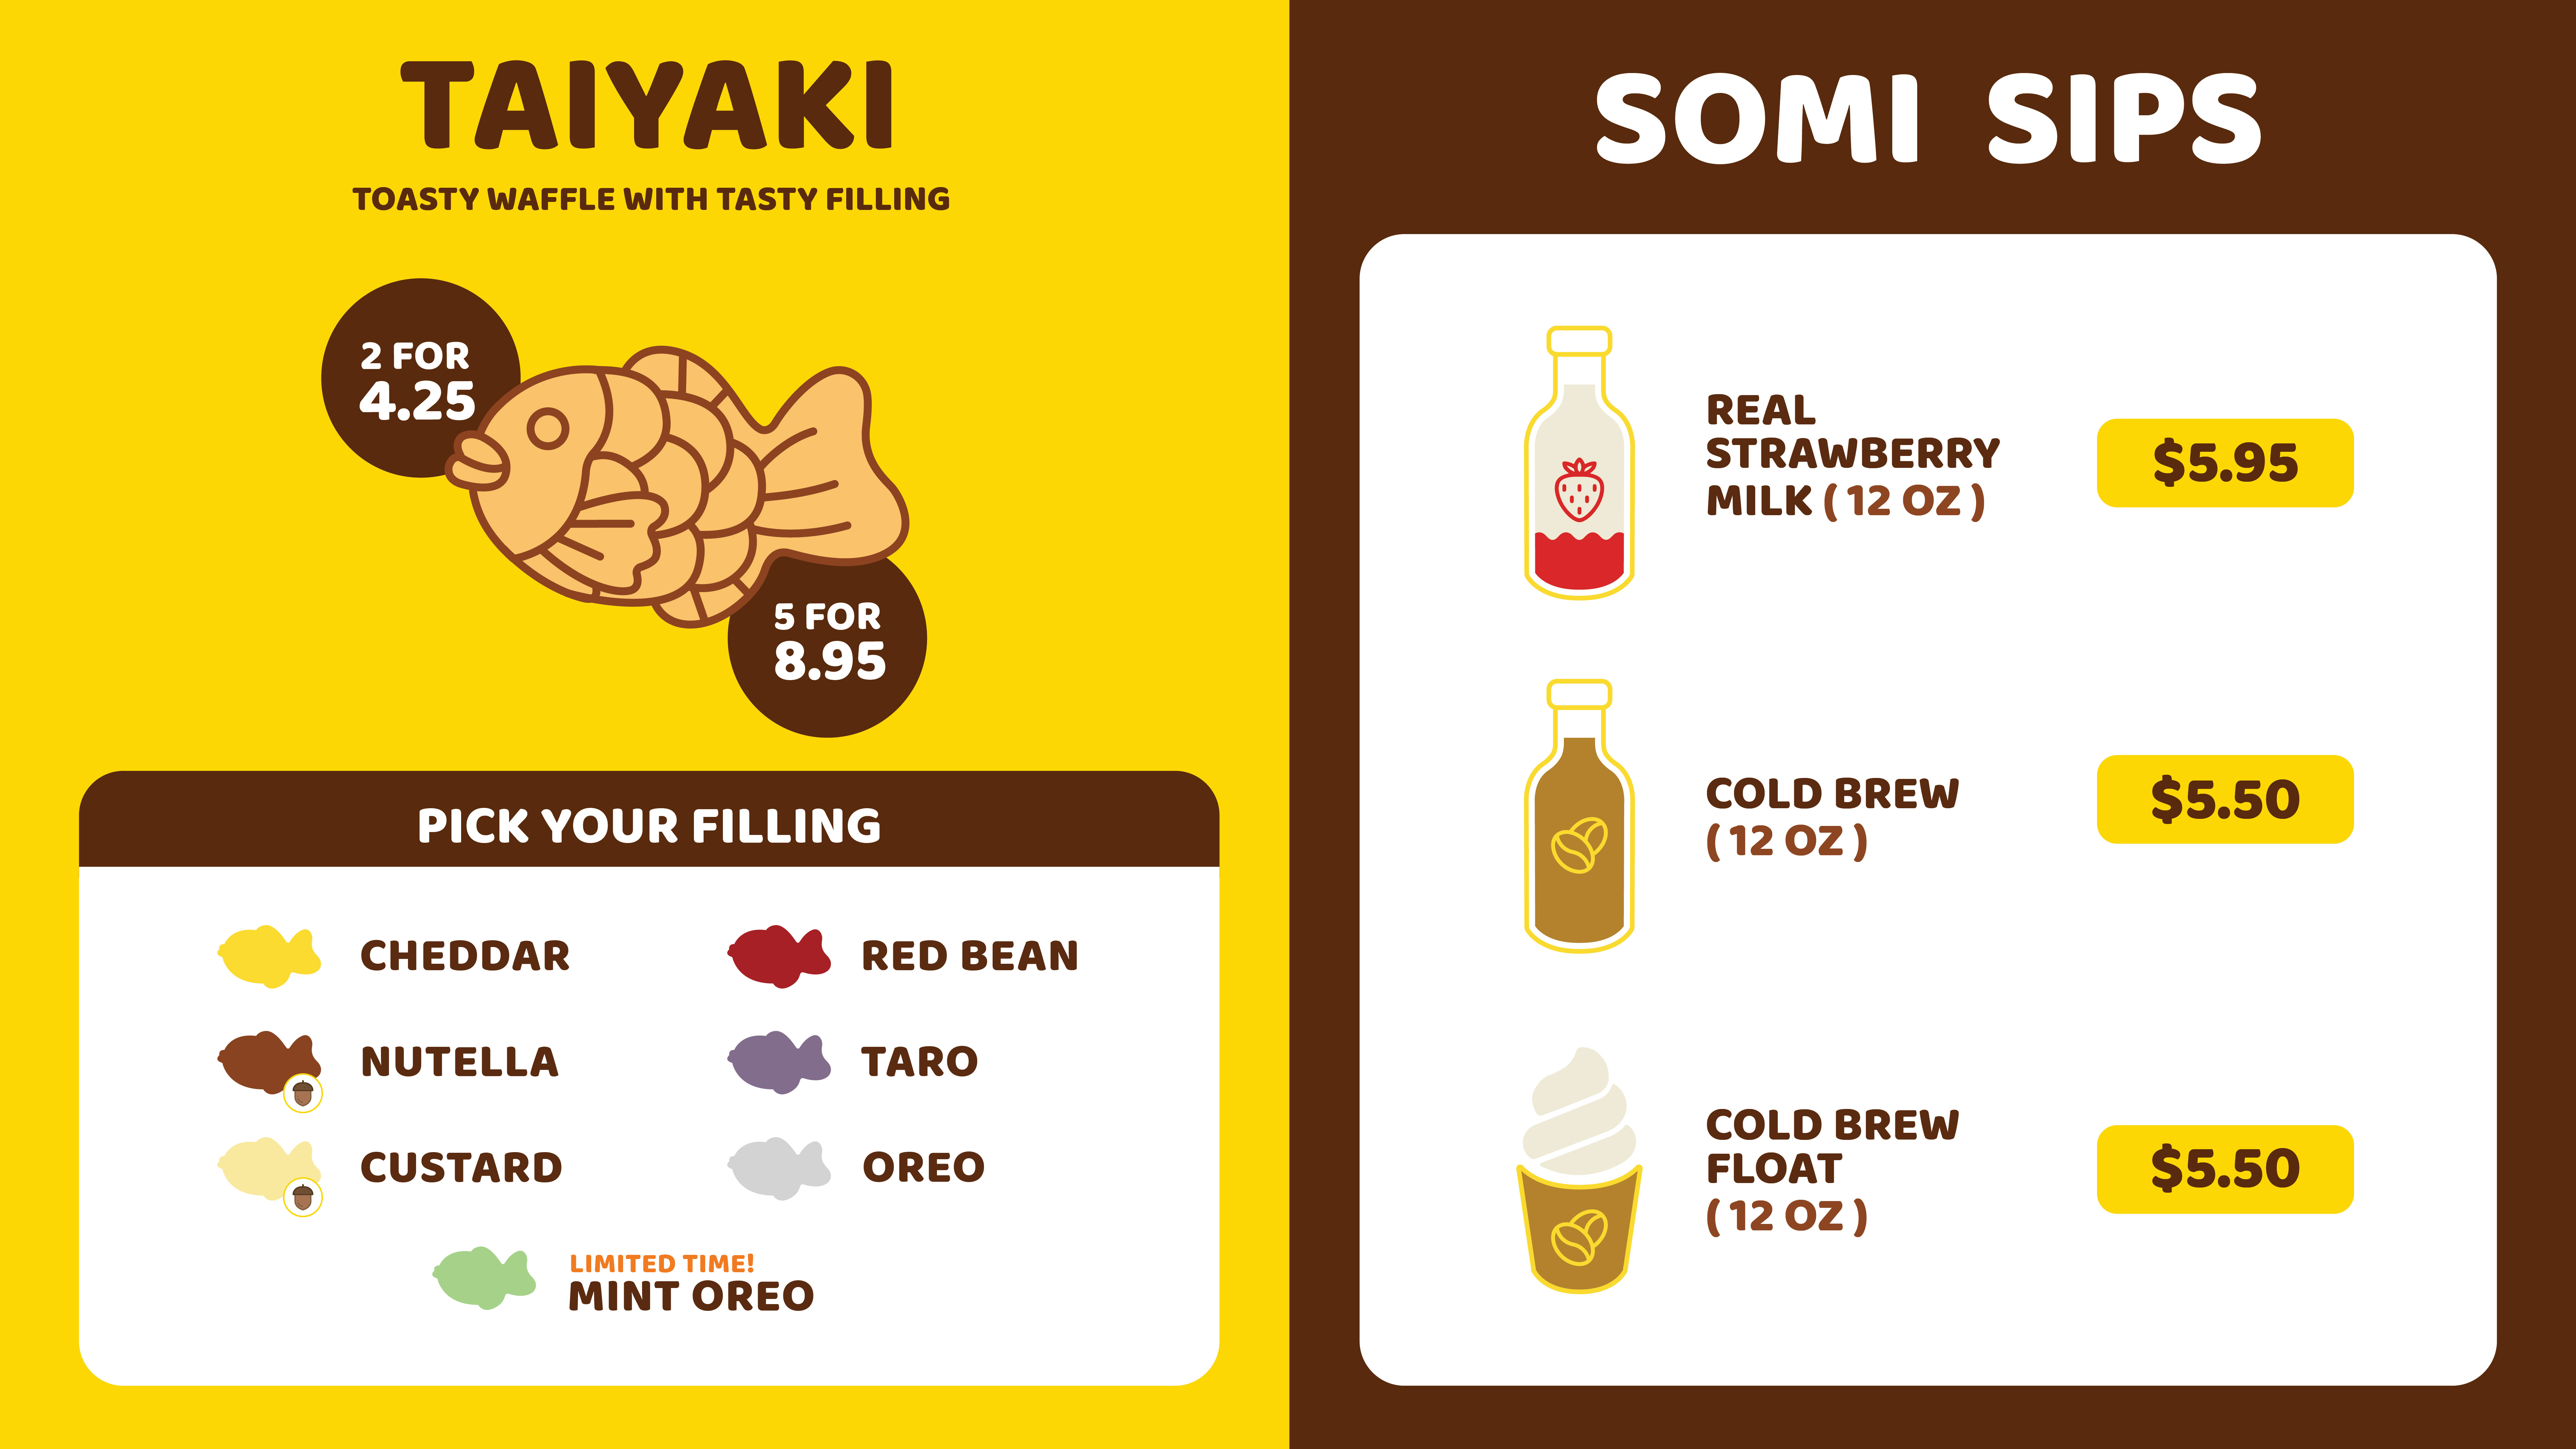 TAIYAKI
TOASTY WAFFLE WITH TASTY FILLING
2 FOR
4.25
5 FOR
8.95
PICK YOUR FILLING
CHEDDAR
RED BEAN
NUTELLA
TARO
CUSTARD
OREO
LIMITED TIME!
MINT OREO
SOMI SIPS
REAL
STRAWBERRY
MILK ( 12 OZ )
$5.95
COLD BREW
( 12 OZ )
$5.50
COLD BREW
FLOAT
( 12 OZ )
$5.50